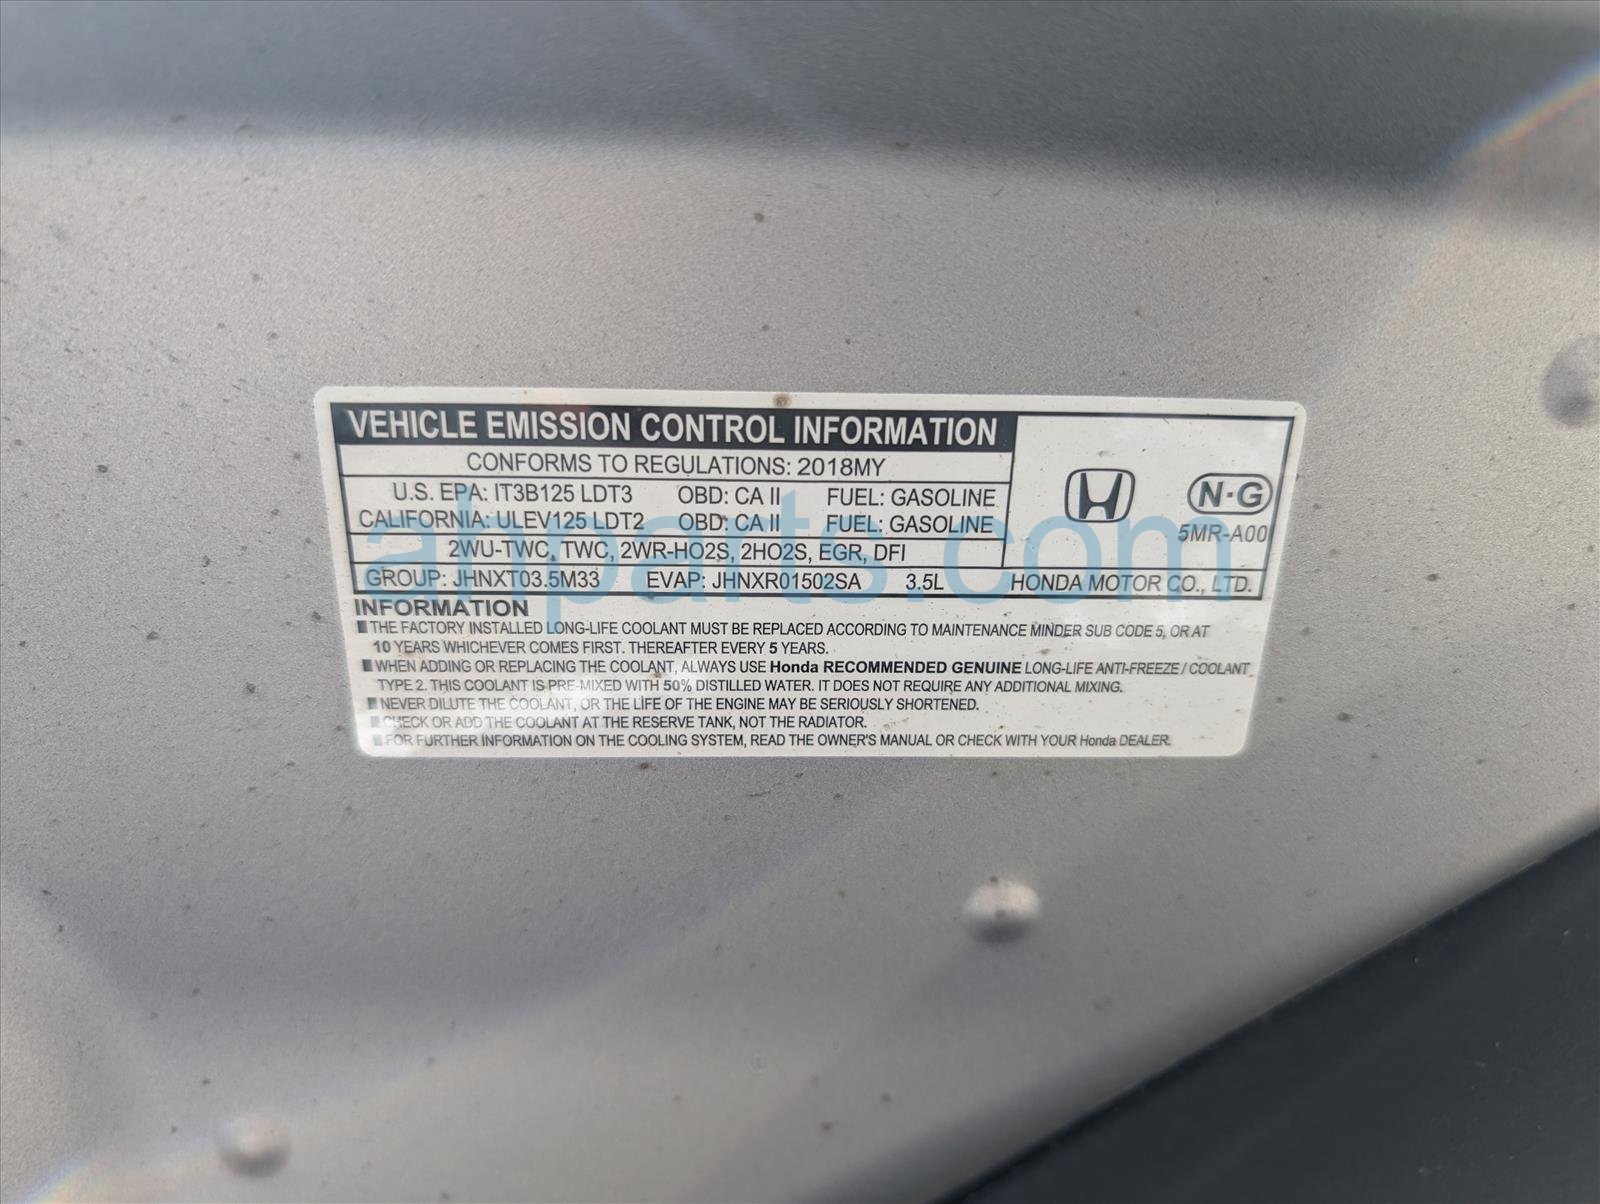 VEHICLE EMISSION CONTROL INFORMATION
CONFORMS TO REGULATIONS: 2018MY
U.S. EPA: IT3B125 LDT3 OBD: CA II FUEL: GASOLINE
CALIFORNIA: ULEV125 LDT2 OBD: CA II FUEL: GASOLINE
N·G
5MR-A00
2WU-TWC, TWC, 2WR-HO2S, 2HO2S, EGR, DFI
GROUP: JHNXT03.5M33 EVAP: JHNXR01502SA 3.5L HONDA MOTOR CO., LTD.
INFORMATION
THE FACTORY INSTALLED LONG-LIFE COOLANT MUST BE REPLACED ACCORDING TO MAINTENANCE MINDER SUB CODE 5, OR AT
10 YEARS WHICHEVER COMES FIRST. THEREAFTER EVERY 5 YEARS.
WHEN ADDING OR REPLACING THE COOLANT, ALWAYS USE Honda RECOMMENDED GENUINE LONG-LIFE ANTI-FREEZE / COOLANT
TYPE 2. THIS COOLANT IS PRE-MIXED WITH 50% DISTILLED WATER. IT DOES NOT REQUIRE ANY ADDITIONAL MIXING.
NEVER DILUTE THE COOLANT, OR THE LIFE OF THE ENGINE MAY BE SERIOUSLY SHORTENED.
CHECK OR ADD THE COOLANT AT THE RESERVE TANK, NOT THE RADIATOR.
FOR FURTHER INFORMATION ON THE COOLING SYSTEM, READ THE OWNER'S MANUAL OR CHECK WITH YOUR Honda DEALER.
ahparts.com